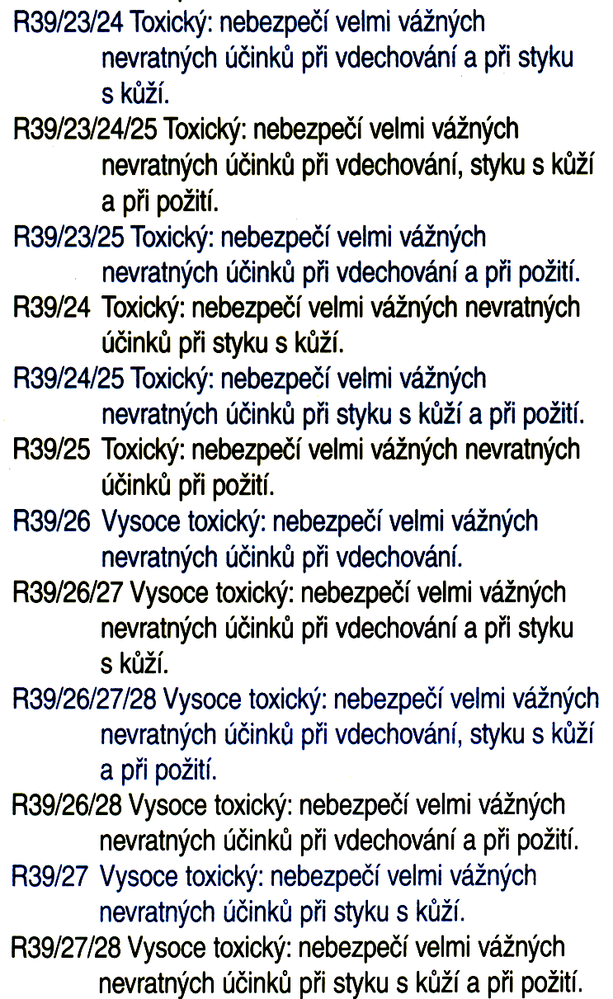 R39/23/24 Toxický: nebezpečí velmi vážných
nevratných účinků při vdechování a při styku
s kůží.
R39/23/24/25 Toxický: nebezpečí velmi vážných
nevratných účinků při vdechování, styku s kůží
a při požití.
R39/23/25 Toxický: nebezpečí velmi vážných
nevratných účinků při vdechování a při požití.
R39/24 Toxický: nebezpečí velmi vážných nevratných
účinků při styku s kůží.
R39/24/25 Toxický: nebezpečí velmi vážných
nevratných účinků při styku s kůží a při požití.
R39/25 Toxický: nebezpečí velmi vážných nevratných
účinků při požití.
R39/26 Vysoce toxický: nebezpečí velmi vážných
nevratných účinků při vdechování.
R39/26/27 Vysoce toxický: nebezpečí velmi vážných
nevratných účinků při vdechování a při styku
s kůží.
R39/26/27/28 Vysoce toxický: nebezpečí velmi vážných
nevratných účinků při vdechování, styku s kůží
a při požití.
R39/26/28 Vysoce toxický: nebezpečí velmi vážných
nevratných účinků při vdechování a při požití.
R39/27 Vysoce toxický: nebezpečí velmi vážných
nevratných účinků při styku s kůží.
R39/27/28 Vysoce toxický: nebezpečí velmi vážných
nevratných účinků při styku s kůží a při požití.